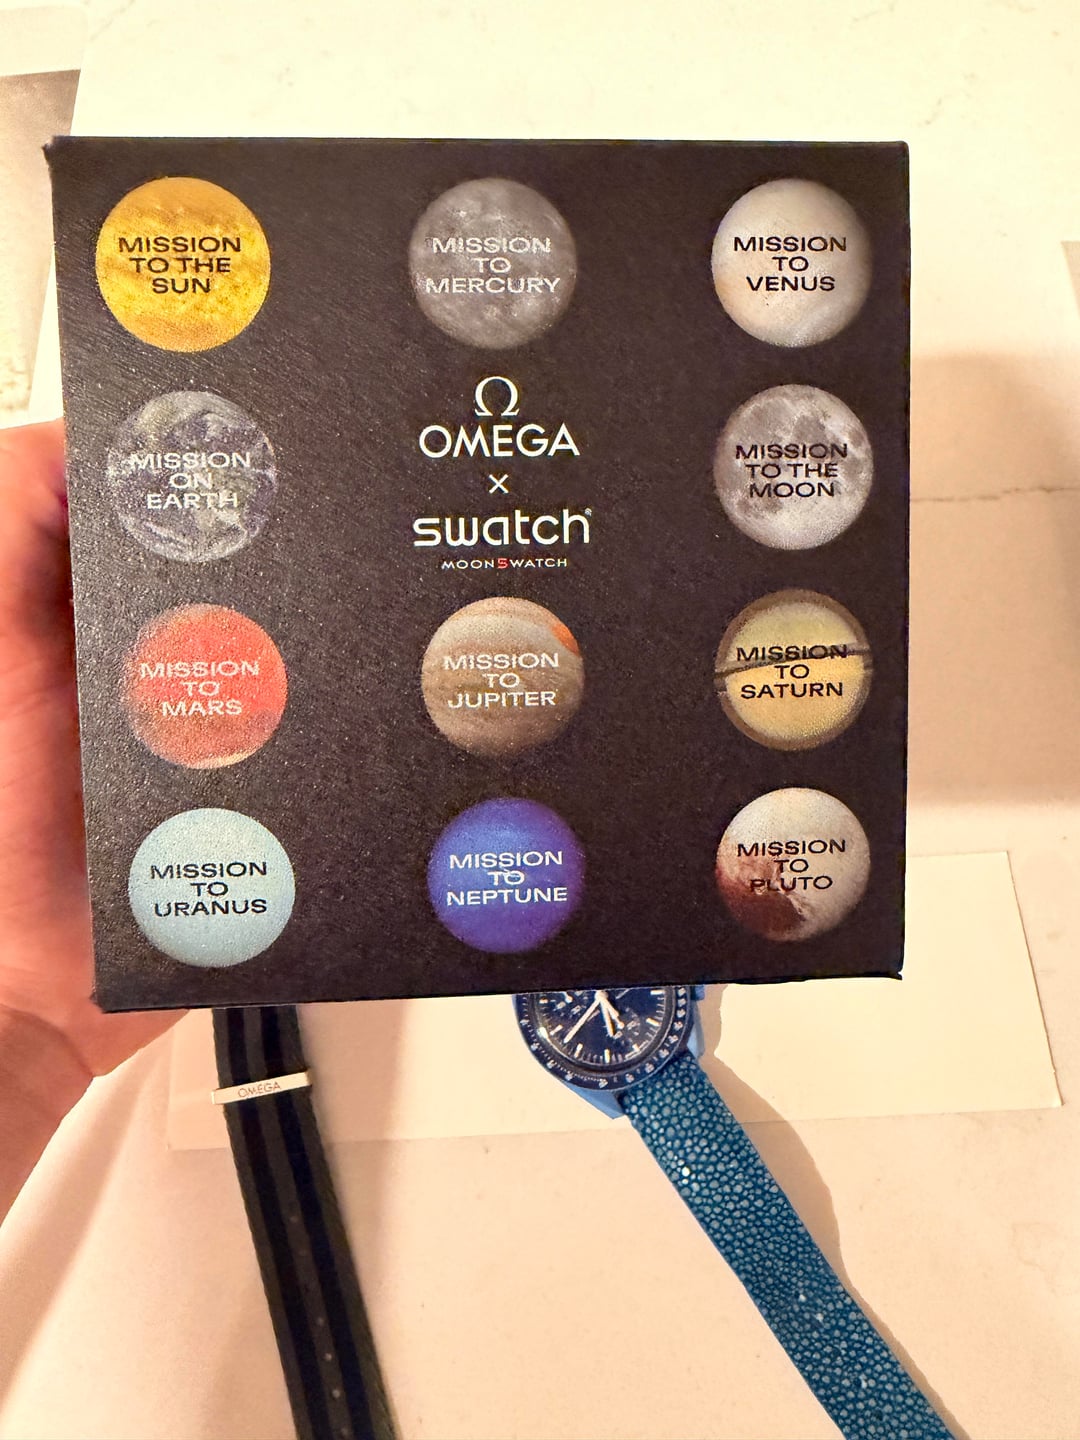 MISSION
TO THE
SUN
MISSION
TO
MERCURY
MISSION
TO
VENUS
MISSION
ON
EARTH
Ω
OMEGA
×
swatch®
MOONSWATCH
MISSION
TO THE
MOON
MISSION
TO
MARS
MISSION
TO
JUPITER
MISSION
TO
SATURN
MISSION
TO
URANUS
MISSION
TO
NEPTUNE
MISSION
TO
PLUTO
OMEGA